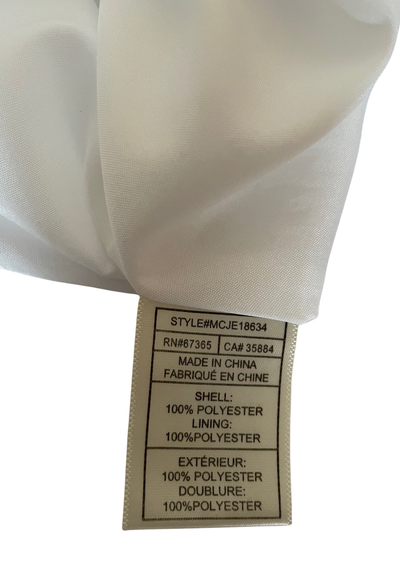 STYLE#MCJE18634
RN#67365 CA# 35884
MADE IN CHINA
FABRIQUÉ EN CHINE
SHELL:
100% POLYESTER
LINING:
100%POLYESTER
EXTÉRIEUR:
100% POLYESTER
DOUBLURE:
100%POLYESTER